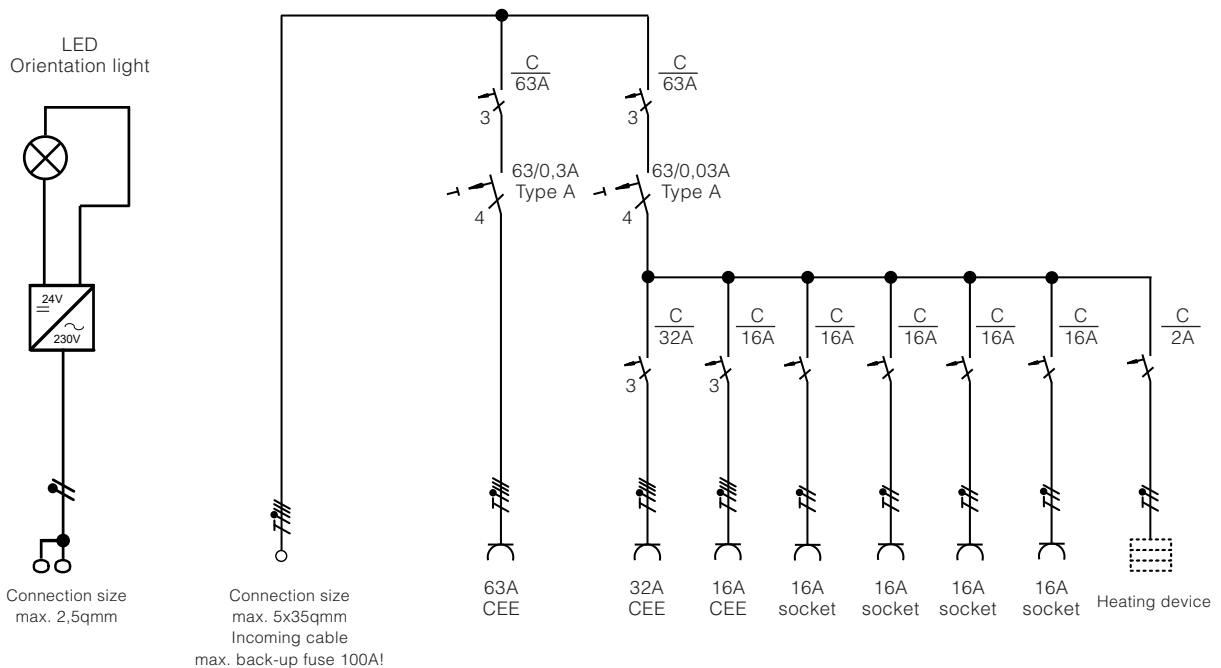 LED
Orientation light
24V
230V
Connection size
max. 2,5qmm
Connection size
max. 5x35qmm
Incoming cable
max. back-up fuse 100A!
C
63A
3
63/0,3A
Type A
4
63A
CEE
C
63A
3
63/0,03A
Type A
4
C
32A
3
32A
CEE
C
16A
3
16A
CEE
C
16A
16A
socket
C
16A
16A
socket
C
16A
16A
socket
C
16A
16A
socket
C
2A
Heating device